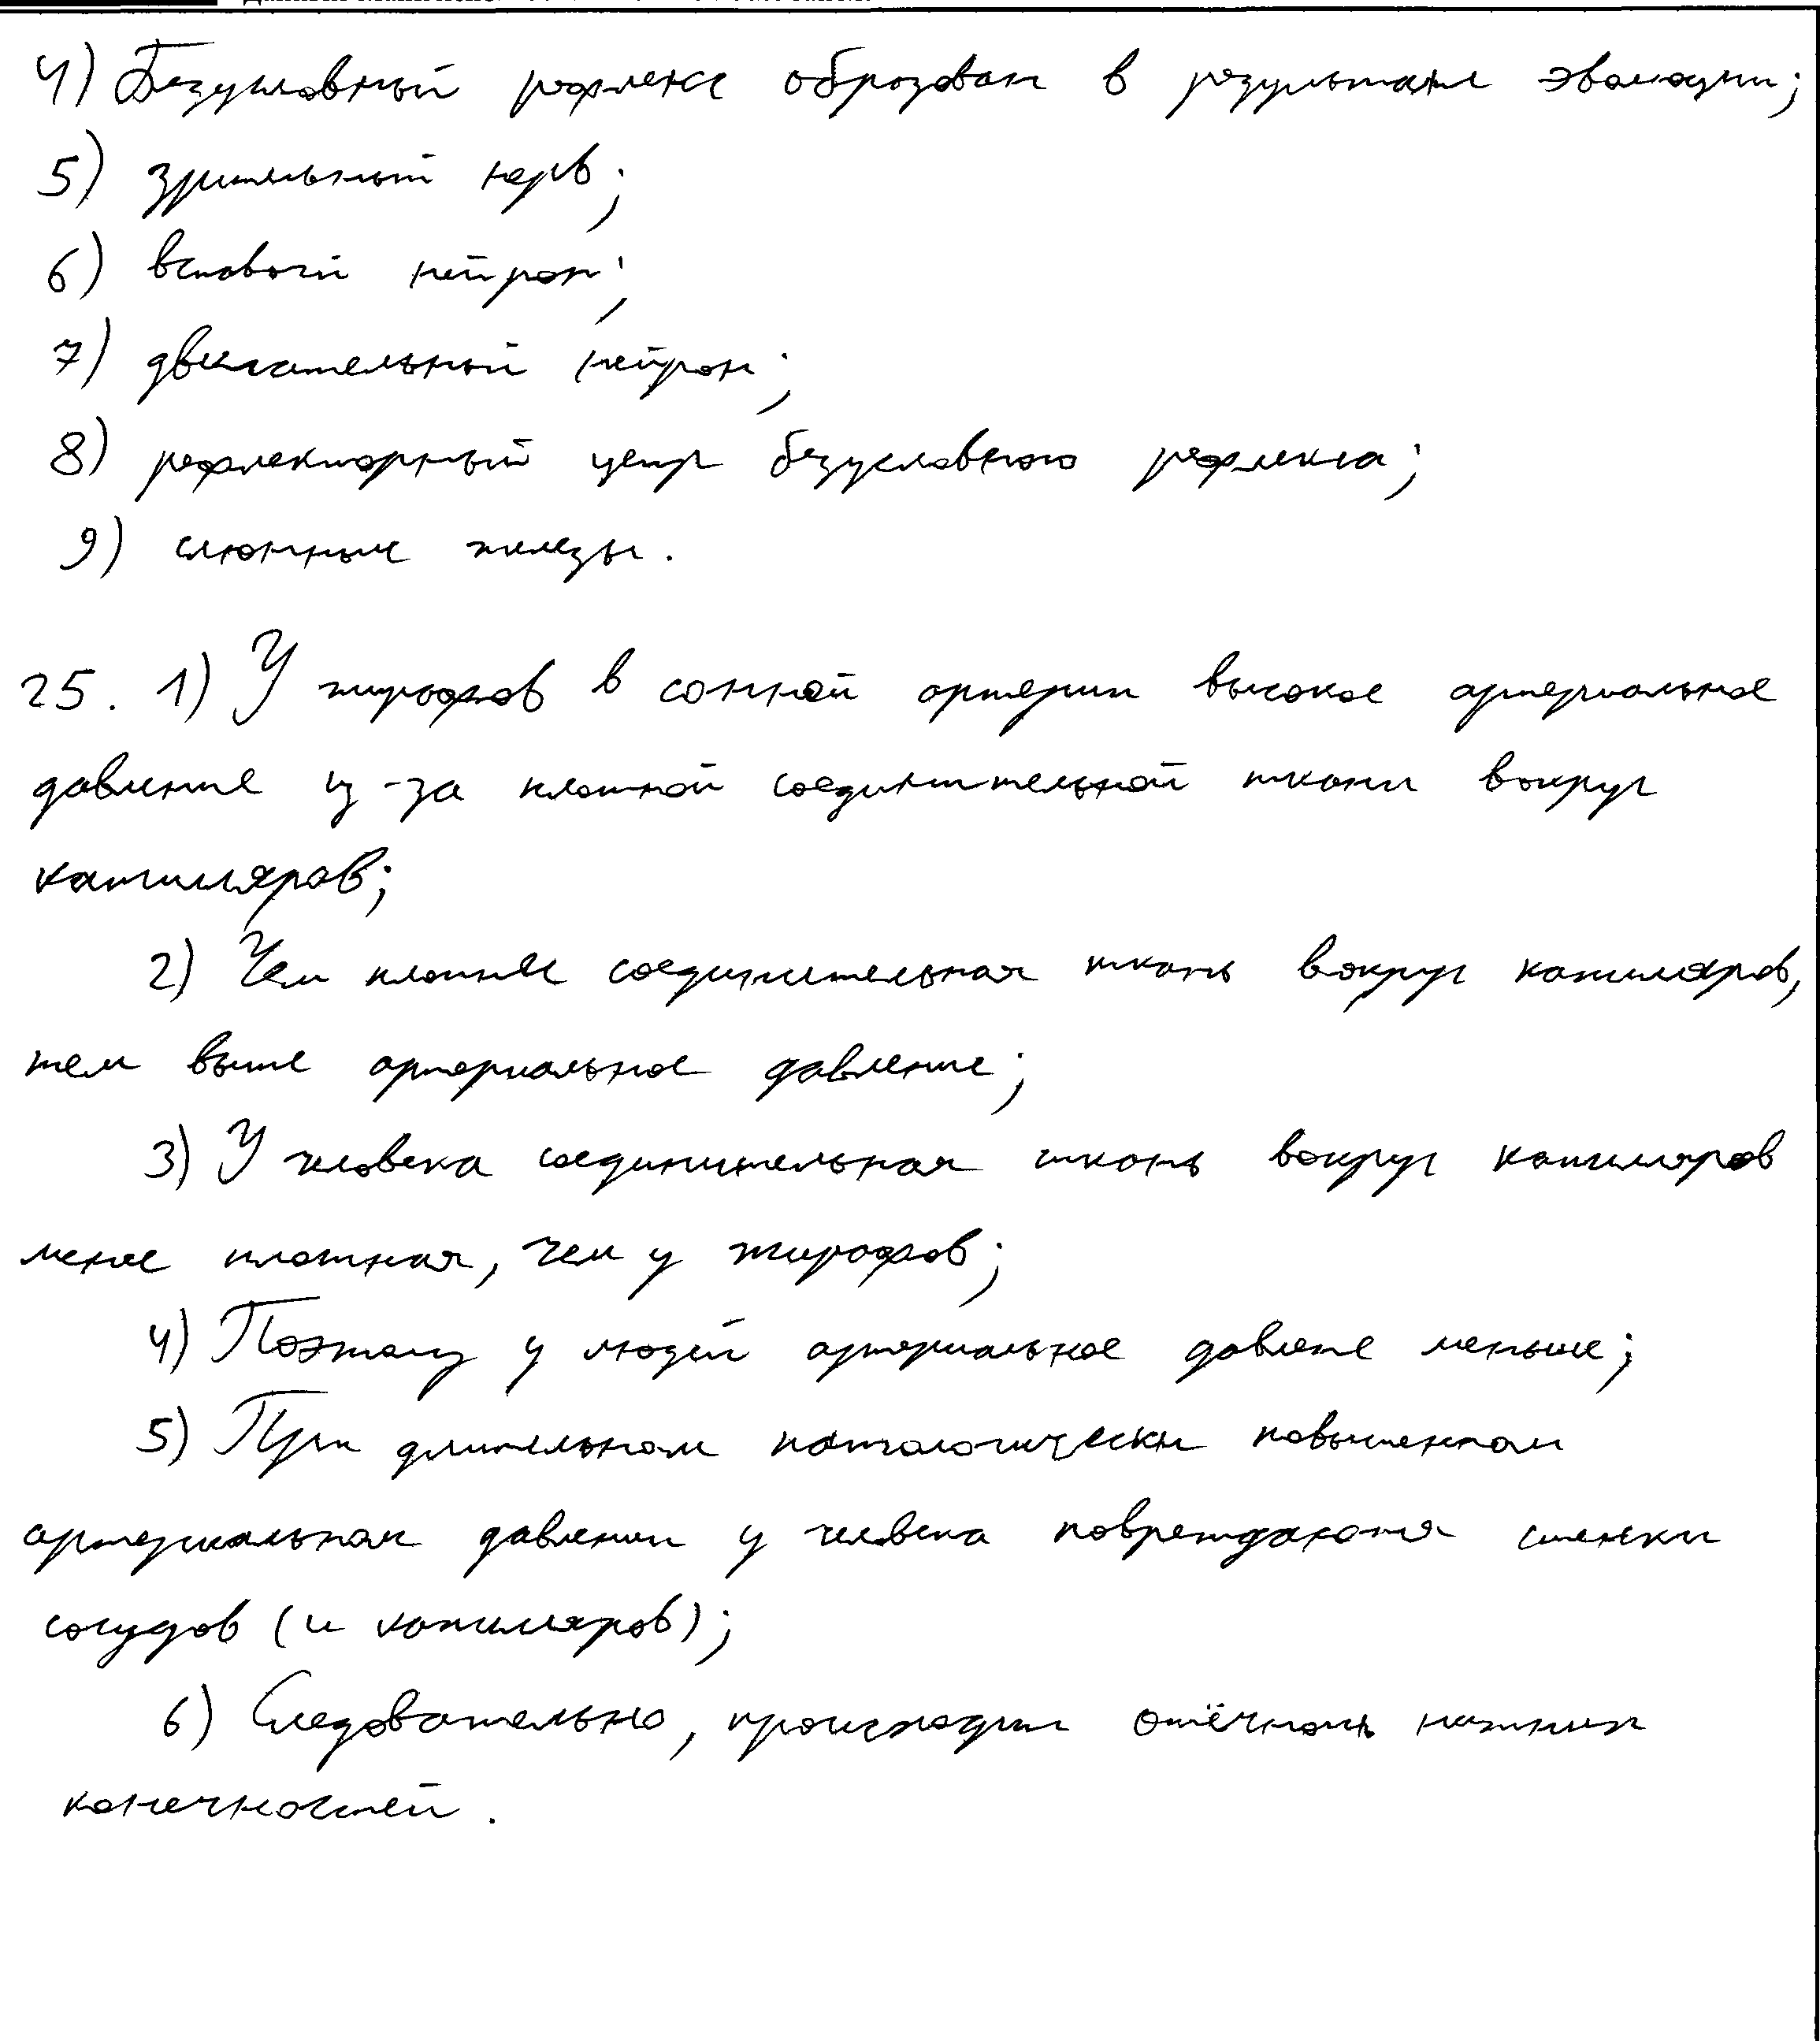 4) Безусловный рефлекс образован в результате эволюции;
5) зрительный нерв;
6) вставочный нейрон;
7) двигательный нейрон;
8) рефлекторный центр безусловного рефлекса;
9) слюнные железы.
25. 1) У жирафов в сонной артерии высокое артериальное
давление из-за плотной соединительной ткани вокруг
капилляров;
2) Чем плотнее соединительная ткань вокруг капилляров,
тем выше артериальное давление;
3) У человека соединительная ткань вокруг капилляров
менее плотная, чем у жирафов;
4) Поэтому у людей артериальное давление меньше;
5) При длительном патологически повышенном
артериальном давлении у человека повреждаются стенки
сосудов (и капилляров);
6) Следовательно, происходит отёчность нижних
конечностей.